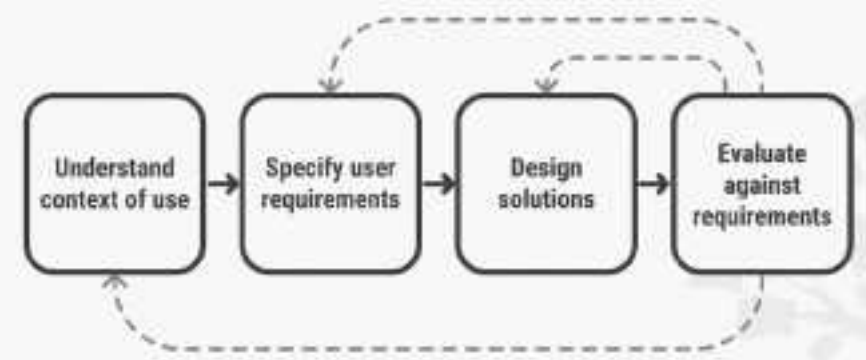 Understand
context of use
Specify user
requirements
Design
solutions
Evaluate
against
requirements